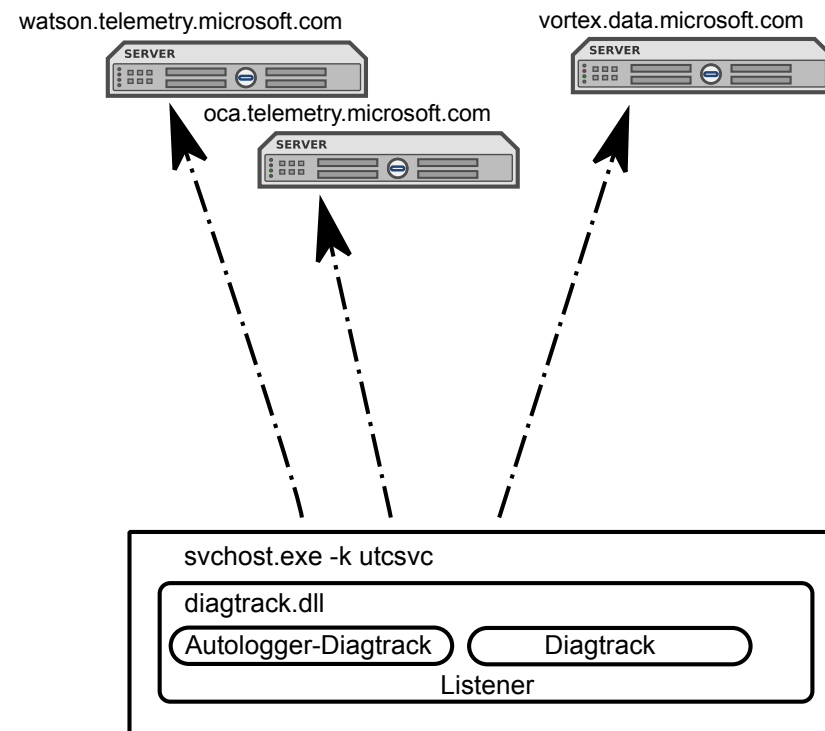 watson.telemetry.microsoft.com
vortex.data.microsoft.com
SERVER
SERVER
oca.telemetry.microsoft.com
SERVER
svchost.exe -k utcsvc
diagtrack.dll
Autologger-Diagtrack
Diagtrack
Listener